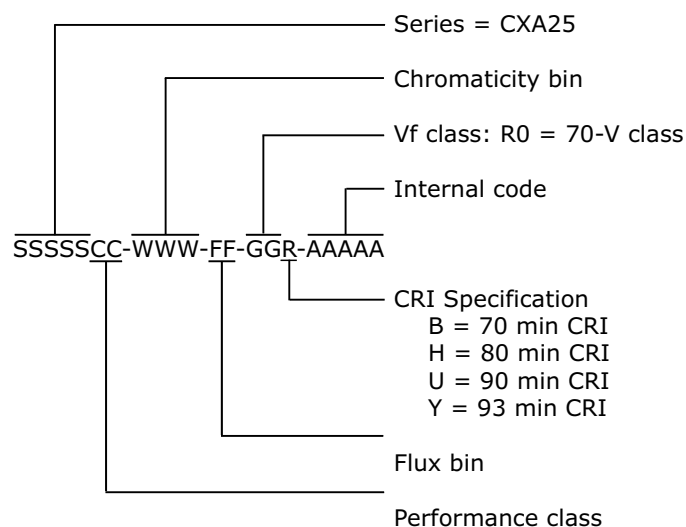 Series = CXA25
Chromaticity bin
Vf class: R0 = 70-V class
Internal code
SSSSSCC-WWW-FF-GGR-AAAAA
CRI Specification
B = 70 min CRI
H = 80 min CRI
U = 90 min CRI
Y = 93 min CRI
Flux bin
Performance class